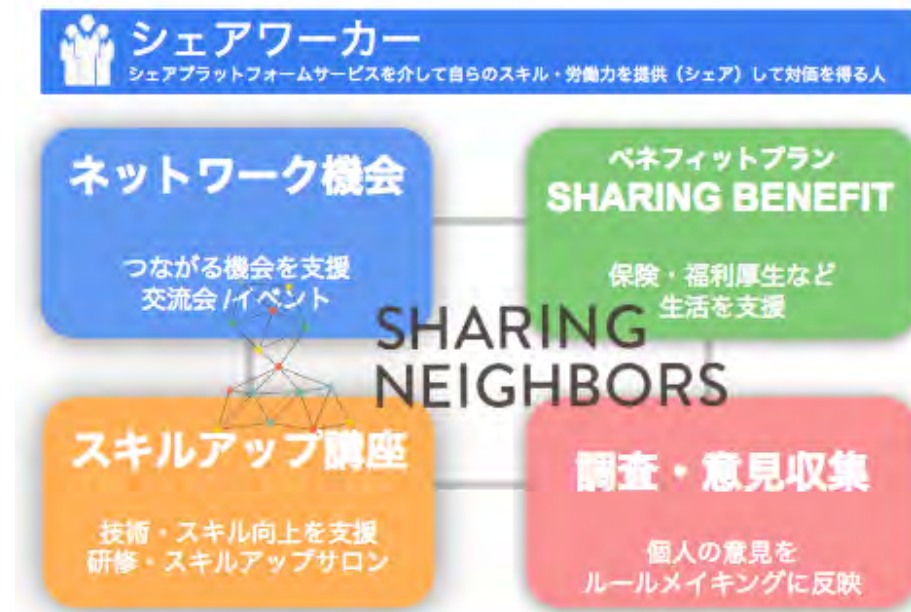 シェアワーカー
シェアプラットフォームサービスを介して自らのスキル・労働力を提供（シェア）して対価を得る人
ネットワーク機会
つながる機会を支援
交流会/イベント
ベネフィットプラン
SHARING BENEFIT
保険・福利厚生など
生活を支援
SHARING
NEIGHBORS
スキルアップ講座
技術・スキル向上を支援
研修・スキルアップサロン
調査・意見収集
個人の意見を
ルールメイキングに反映